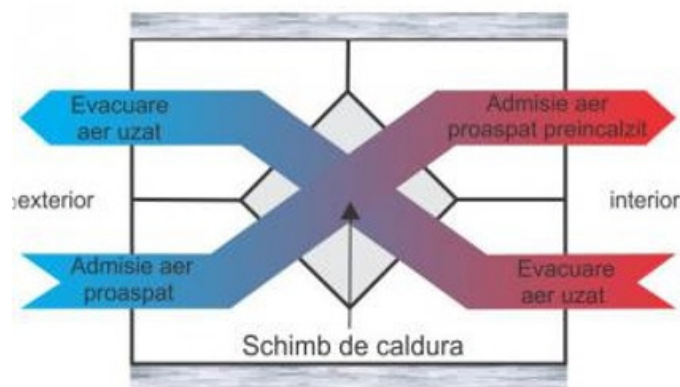 Evacuare
aer uzat
Admisie aer
proaspat preincalzit
exterior
interior
Admisie aer
proaspat
Evacuare
aer uzat
Schimb de caldura